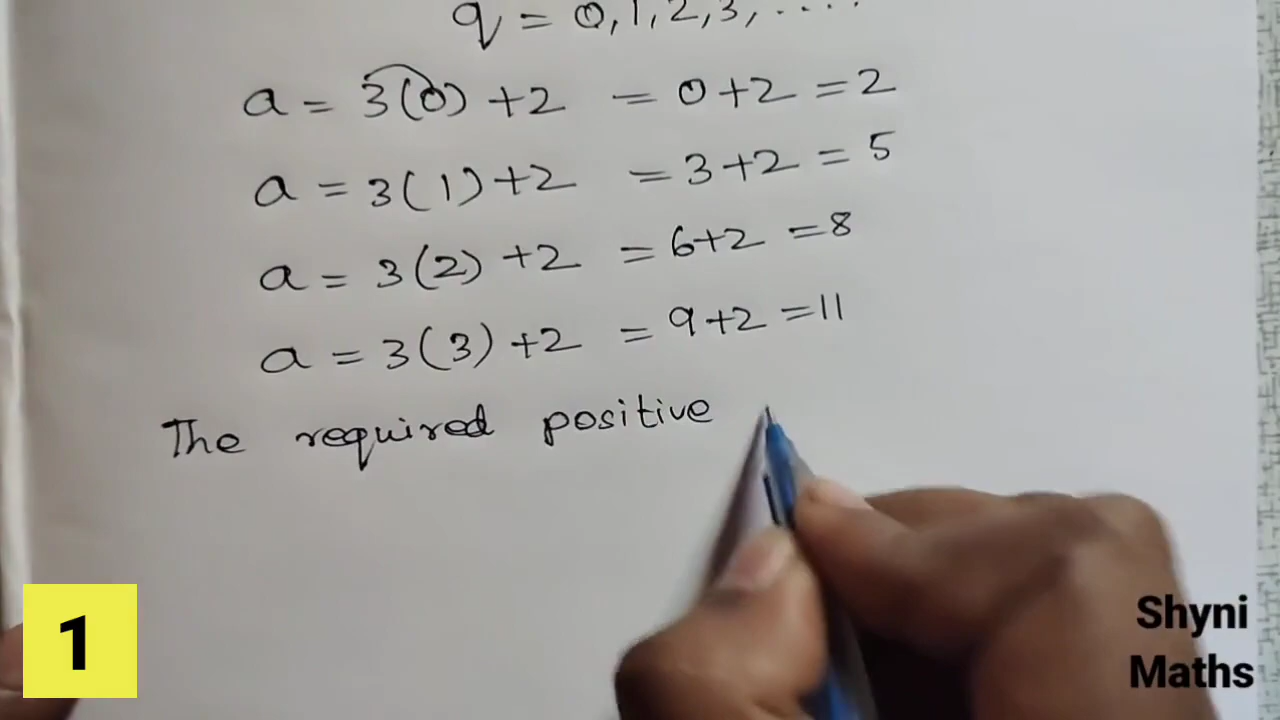 q = 0, 1, 2, 3, ....
a = 3(0) +2 = 0+2 = 2
a = 3(1)+2 = 3+2 = 5
a = 3(2) +2 = 6+2 = 8
a = 3(3) +2 = 9+2 = 11
The required positive
1
Shyni
Maths